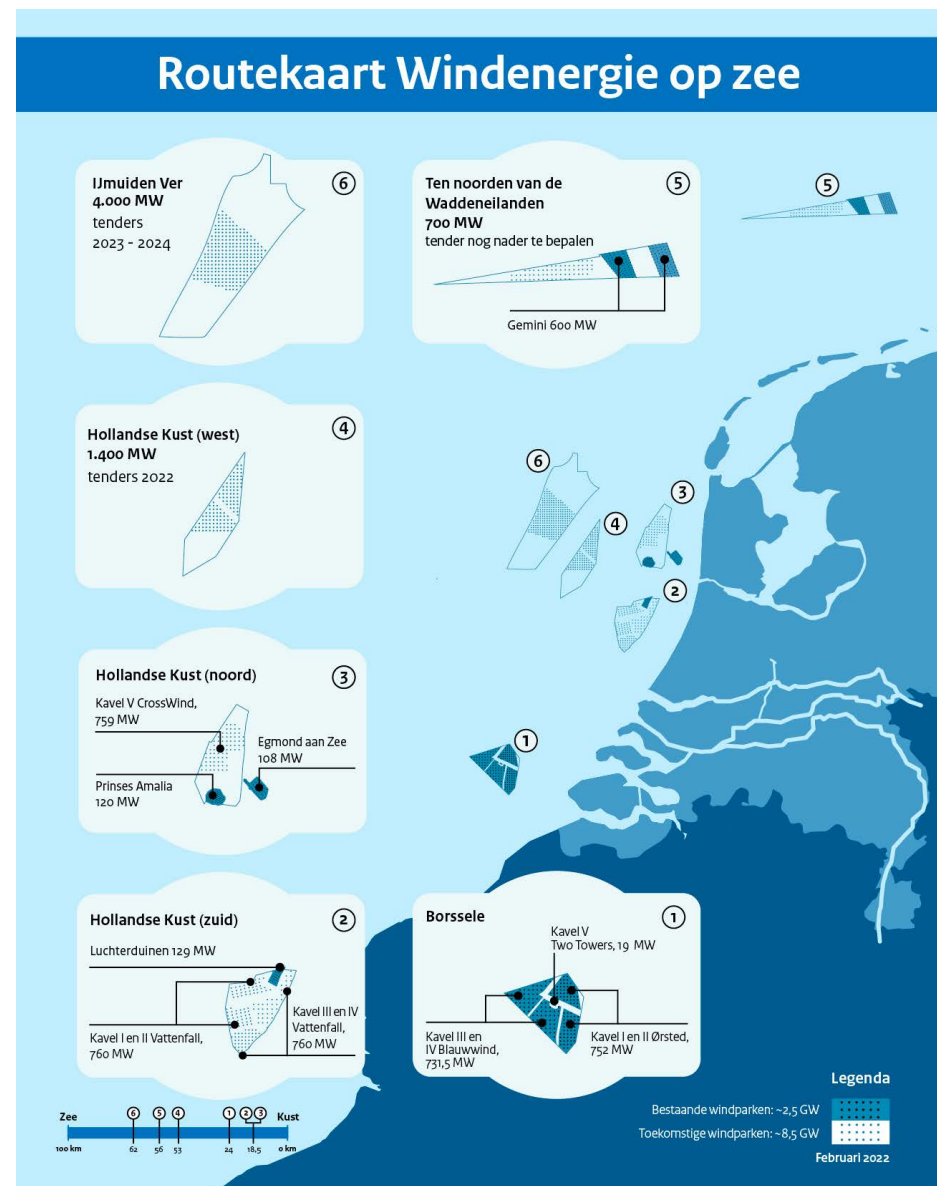 Routekaart Windenergie op zee
IJmuiden Ver
4.000 MW
tenders
2023 - 2024
6
Ten noorden van de
Waddeneilanden
700 MW
tender nog nader te bepalen
5
Gemini 600 MW
5
Hollandse Kust (west)
1.400 MW
tenders 2022
4
6
4
3
2
1
Hollandse Kust (noord)
3
Kavel V CrossWind,
759 MW
Egmond aan Zee
108 MW
Prinses Amalia
120 MW
Hollandse Kust (zuid)
2
Luchterduinen 129 MW
Kavel III en IV
Vattenfall,
760 MW
Kavel I en II Vattenfall,
760 MW
Borssele
1
Kavel V
Two Towers, 19 MW
Kavel III en
IV Blauwwind,
731,5 MW
Kavel I en II Ørsted,
752 MW
Zee
6
5
4
1
2
3
Kust
100 km
62
56
53
24
18,5
0 km
Legenda
Bestaande windparken: ~2,5 GW
Toekomstige windparken: ~8,5 GW
Februari 2022